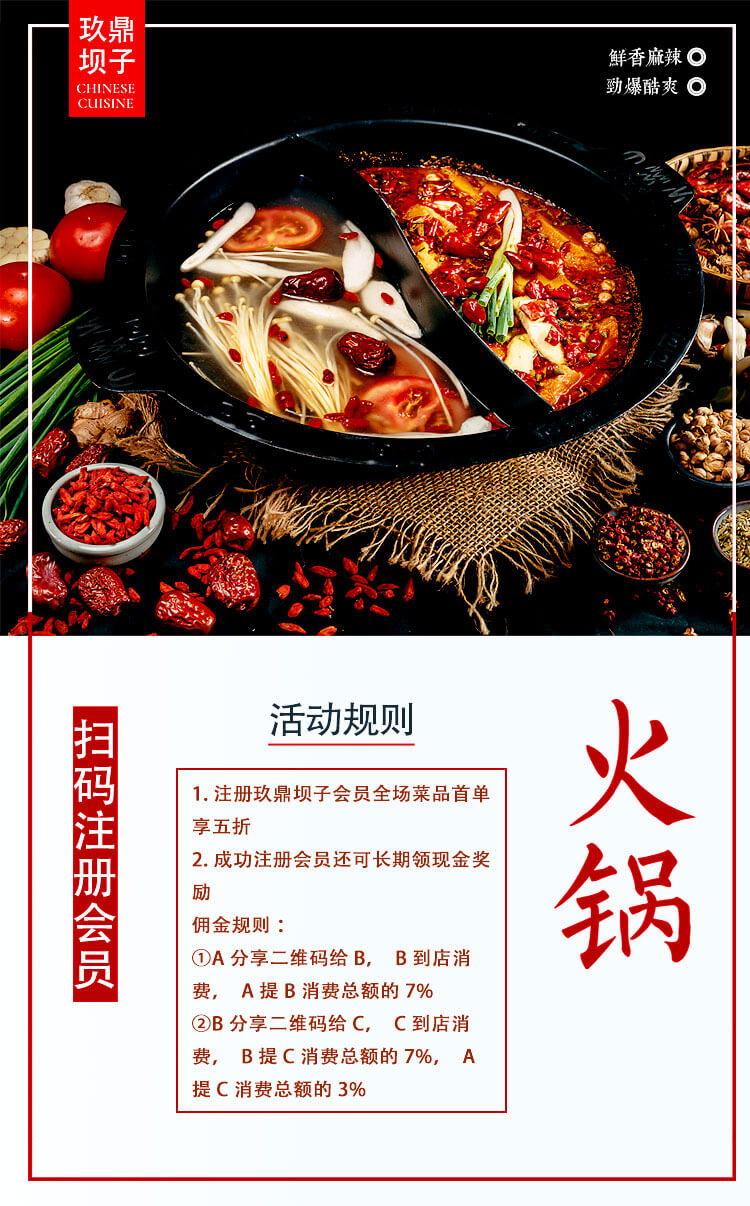 玖鼎
坝子
CHINESE
CUISINE
鮮香麻辣
勁爆酷爽
扫码注册会员
活动规则
1. 注册玖鼎坝子会员全场菜品首单
享五折
2. 成功注册会员还可长期领现金奖
励
佣金规则：
①A 分享二维码给 B， B 到店消
费， A 提 B 消费总额的 7%
②B 分享二维码给 C， C 到店消
费， B 提 C 消费总额的 7%， A
提 C 消费总额的 3%
火锅